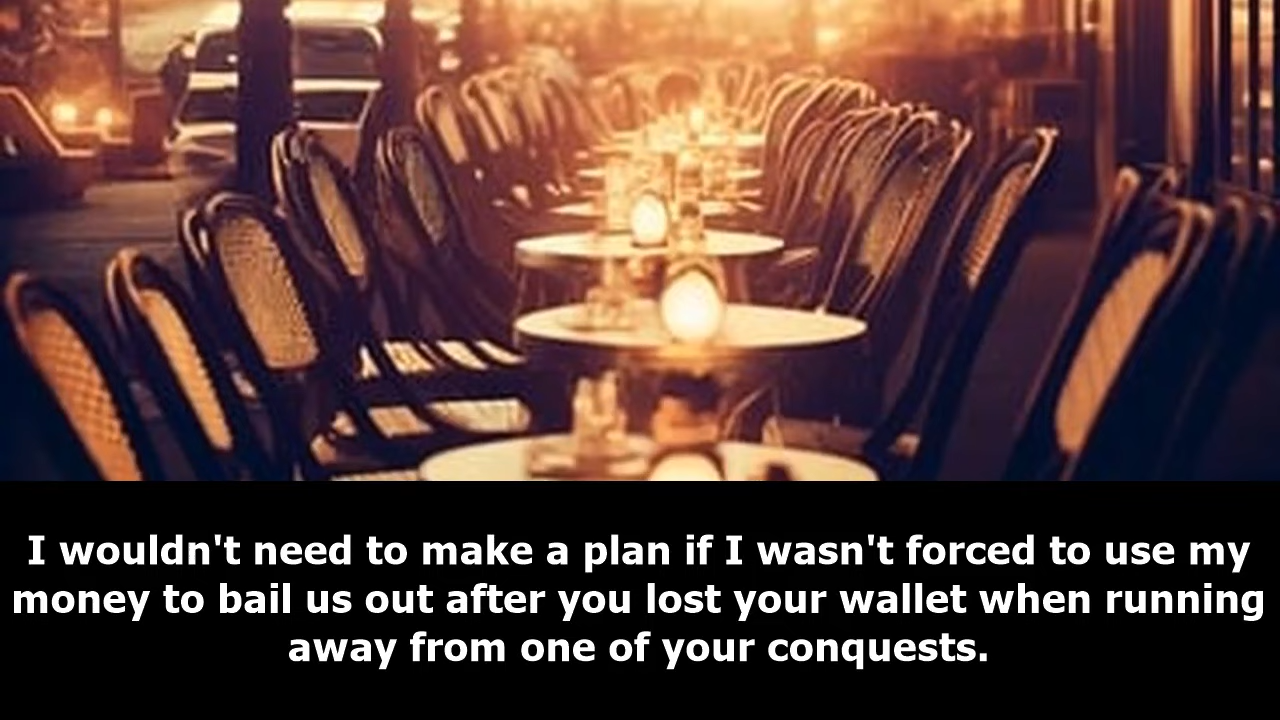 I wouldn't need to make a plan if I wasn't forced to use my
money to bail us out after you lost your wallet when running
away from one of your conquests.